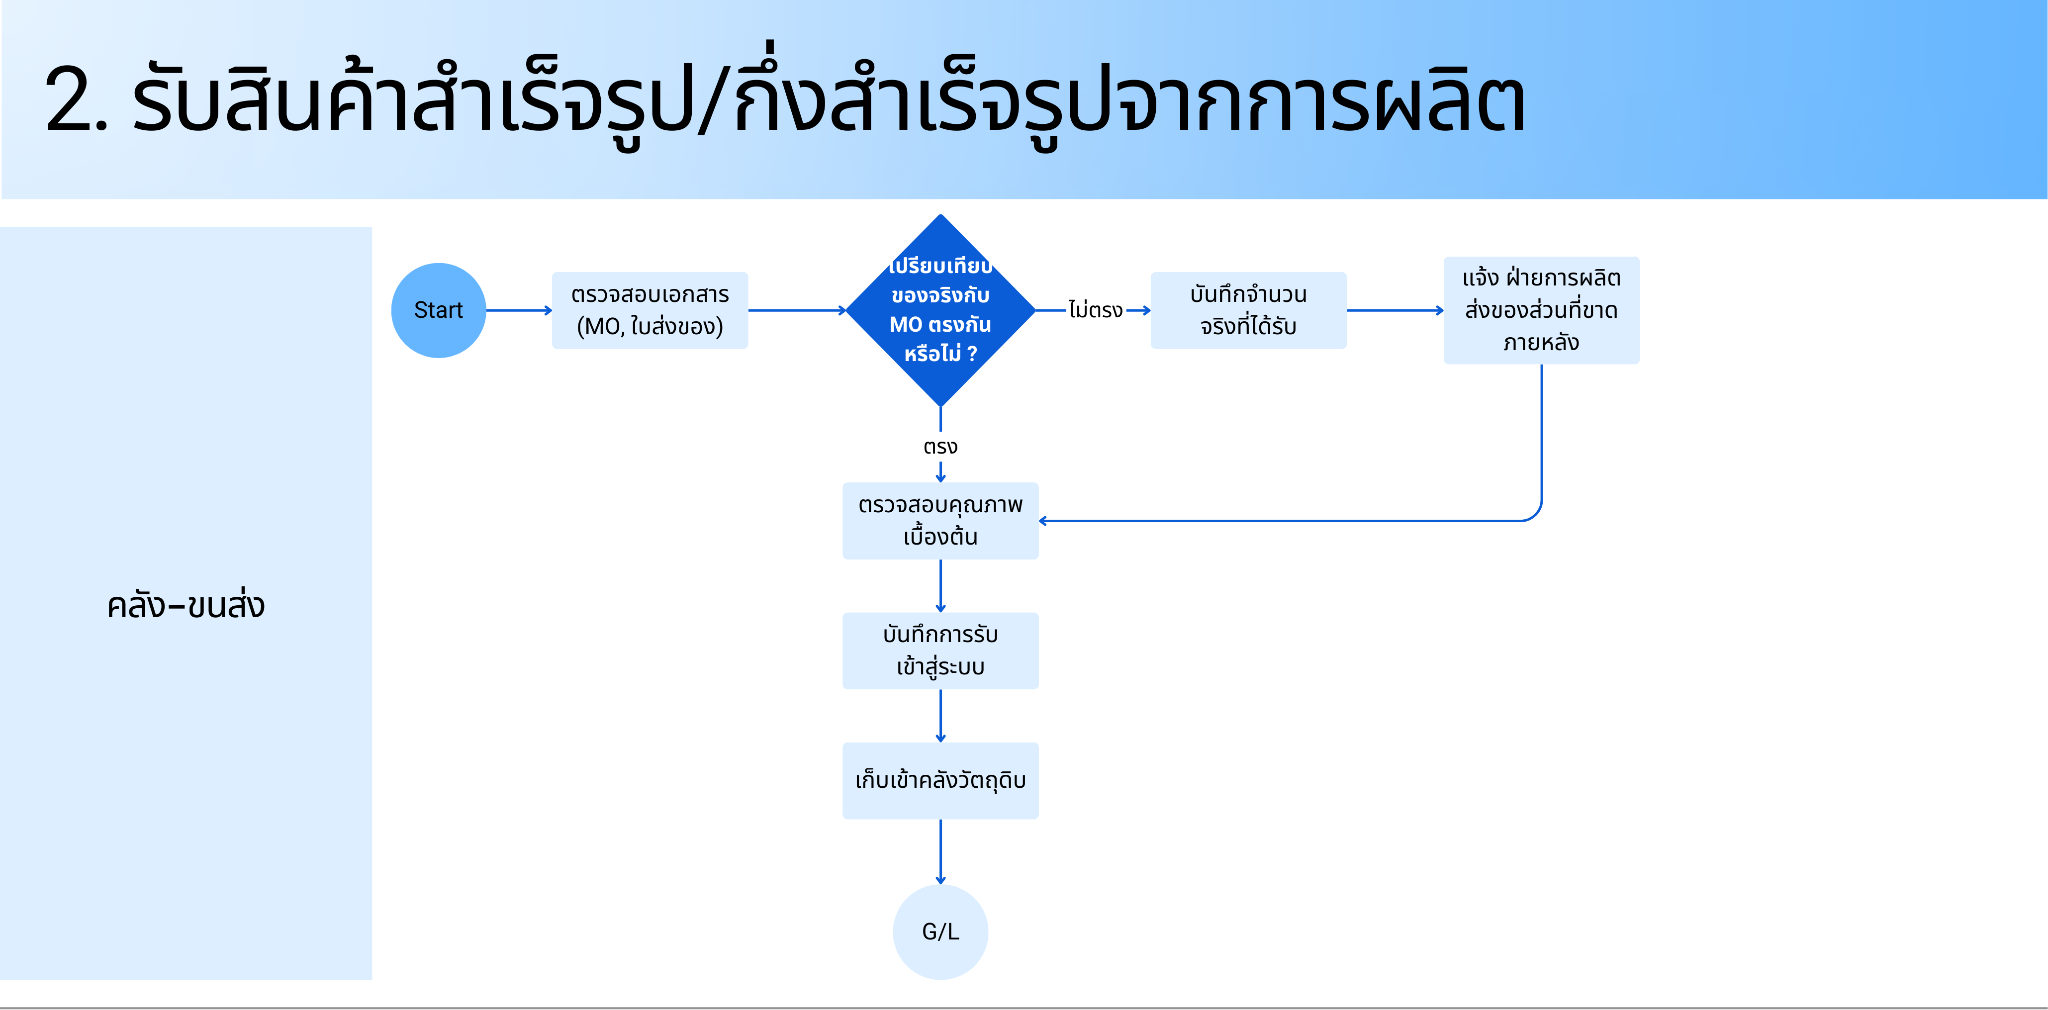 2. รับสินค้าสำเร็จรูป/กึ่งสำเร็จรูปจากการผลิต
คลัง-ขนส่ง
Start
ตรวจสอบเอกสาร
(MO, ใบส่งของ)
เปรียบเทียบ
ของจริงกับ
MO ตรงกัน
หรือไม่ ?
ไม่ตรง
บันทึกจำนวน
จริงที่ได้รับ
แจ้ง ฝ่ายการผลิต
ส่งของส่วนที่ขาด
ภายหลัง
ตรง
ตรวจสอบคุณภาพ
เบื้องต้น
บันทึกการรับ
เข้าสู่ระบบ
เก็บเข้าคลังวัตถุดิบ
G/L